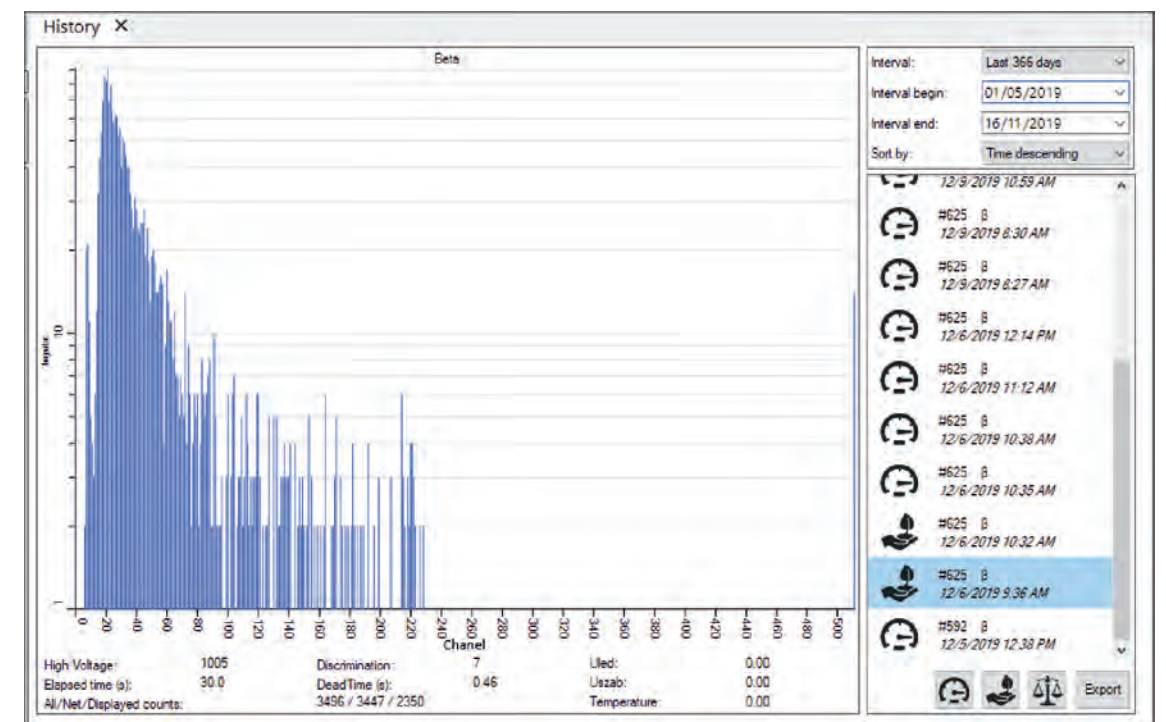 History X
Beta
Impulz
10
1
0 20 40 60 80 100 120 140 160 180 200 220 240 260 280 300 320 340 360 380 400 420 440 460 480 500
Chanel
High Voltage: 1005 Discrimination: 7 Uled: 0.00
Elapsed time (s): 30.0 DeadTime (s): 0.46 Uszab: 0.00
All/Net/Displayed counts: 3496 / 3447 / 2350 Temperature: 0.00
Interval: Last 366 days
Interval begin: 01/05/2019
Interval end: 16/11/2019
Sort by: Time descending
12/9/2019 10:59 AM
#625 β
12/9/2019 8:30 AM
#625 β
12/9/2019 8:27 AM
#625 β
12/6/2019 12:14 PM
#625 β
12/6/2019 11:12 AM
#625 β
12/6/2019 10:38 AM
#625 β
12/6/2019 10:35 AM
#625 β
12/6/2019 10:32 AM
#625 β
12/6/2019 9:36 AM
#592 β
12/5/2019 12:38 PM
Export